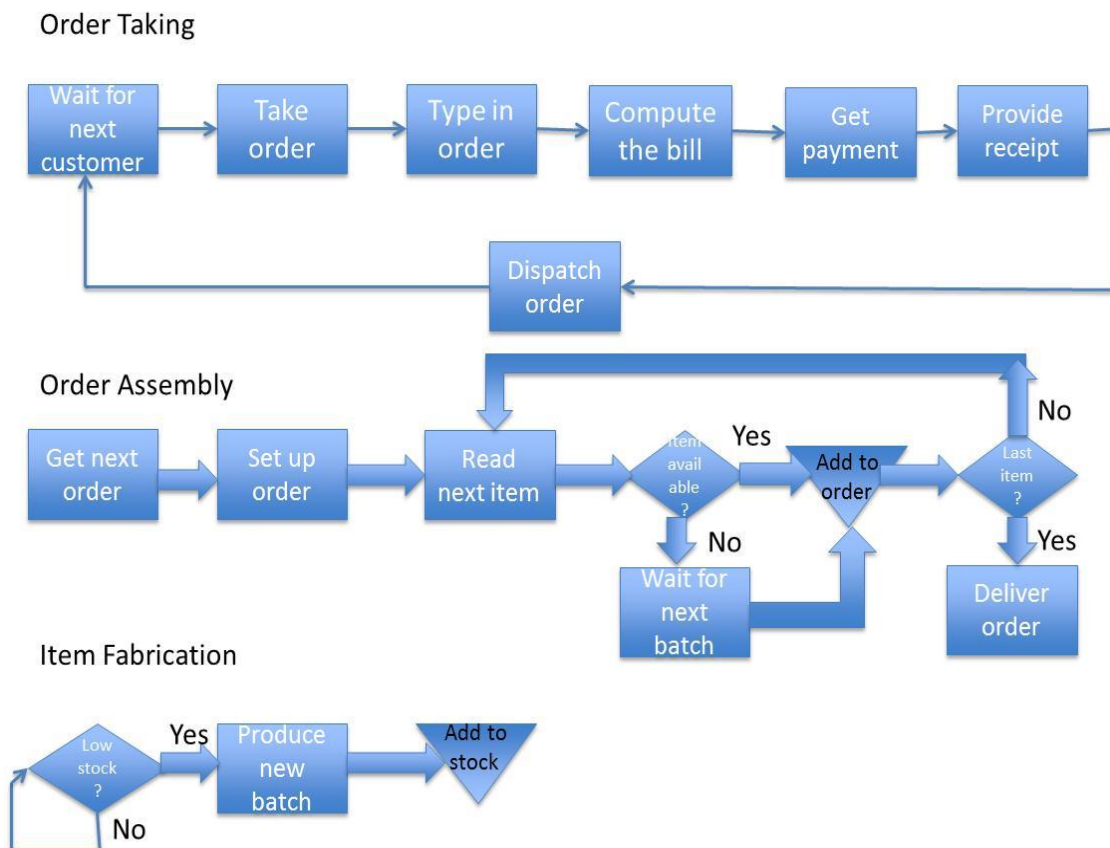 Order Taking
Wait for
next
customer
Take
order
Type in
order
Compute
the bill
Get
payment
Provide
receipt
Dispatch
order
Order Assembly
Get next
order
Set up
order
Read
next item
Item
avail
able
?
Yes
No
Add to
order
Last
item
?
No
Yes
Wait for
next
batch
Deliver
order
Item Fabrication
Low
stock
?
Yes
No
Produce
new
batch
Add to
stock